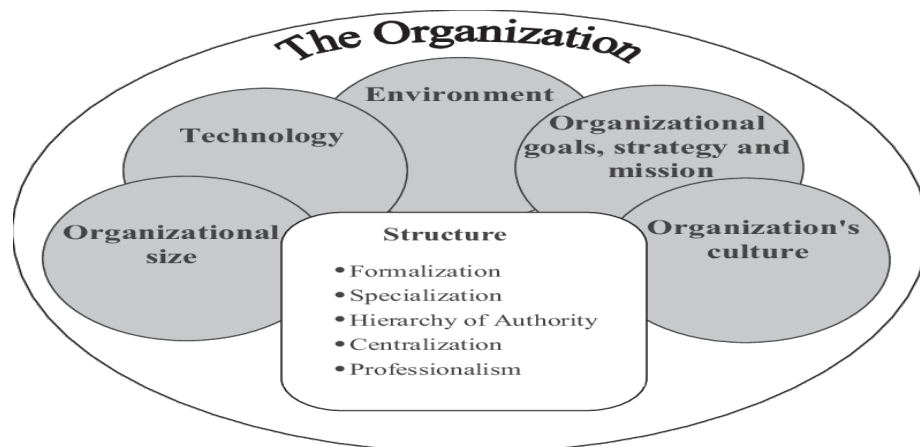 The Organization
Environment
Technology
Organizational
goals, strategy and
mission
Organizational
size
Organization's
culture
Structure
• Formalization
• Specialization
• Hierarchy of Authority
• Centralization
• Professionalism